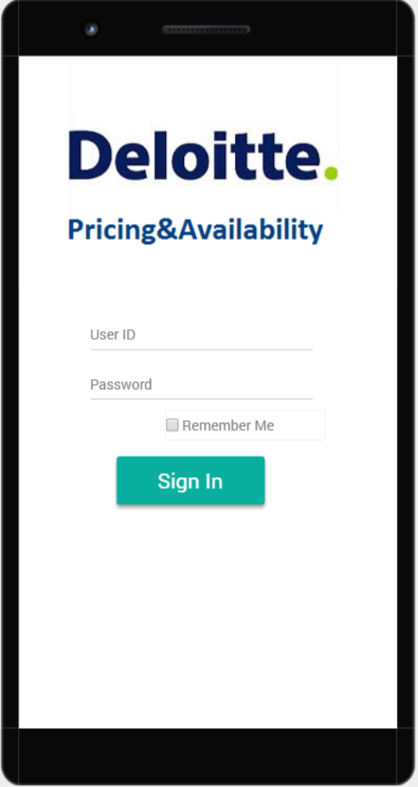 Deloitte.
Pricing&Availability
User ID
Password
Remember Me
Sign In